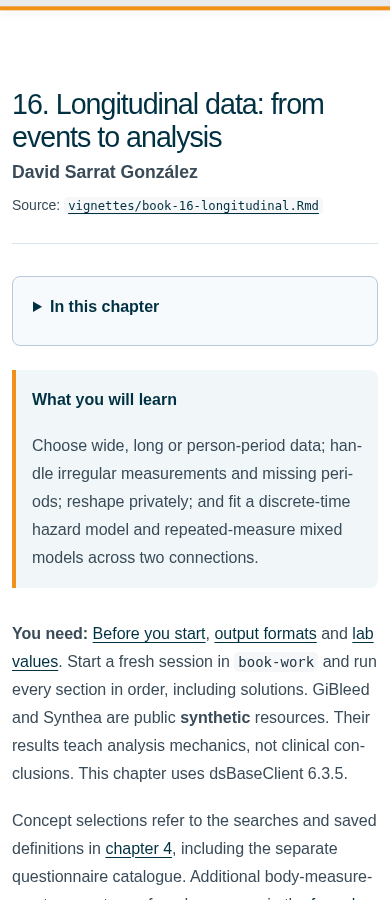 16. Longitudinal data: from
events to analysis
David Sarrat González
Source: vignettes/book-16-longitudinal.Rmd
In this chapter
What you will learn
Choose wide, long or person-period data; han-
dle irregular measurements and missing peri-
ods; reshape privately; and fit a discrete-time
hazard model and repeated-measure mixed
models across two connections.
You need: Before you start, output formats and lab
values. Start a fresh session in book-work and run
every section in order, including solutions. GiBleed
and Synthea are public synthetic resources. Their
results teach analysis mechanics, not clinical con-
clusions. This chapter uses dsBaseClient 6.3.5.
Concept selections refer to the searches and saved
definitions in chapter 4, including the separate
questionnaire catalogue. Additional body-measure-